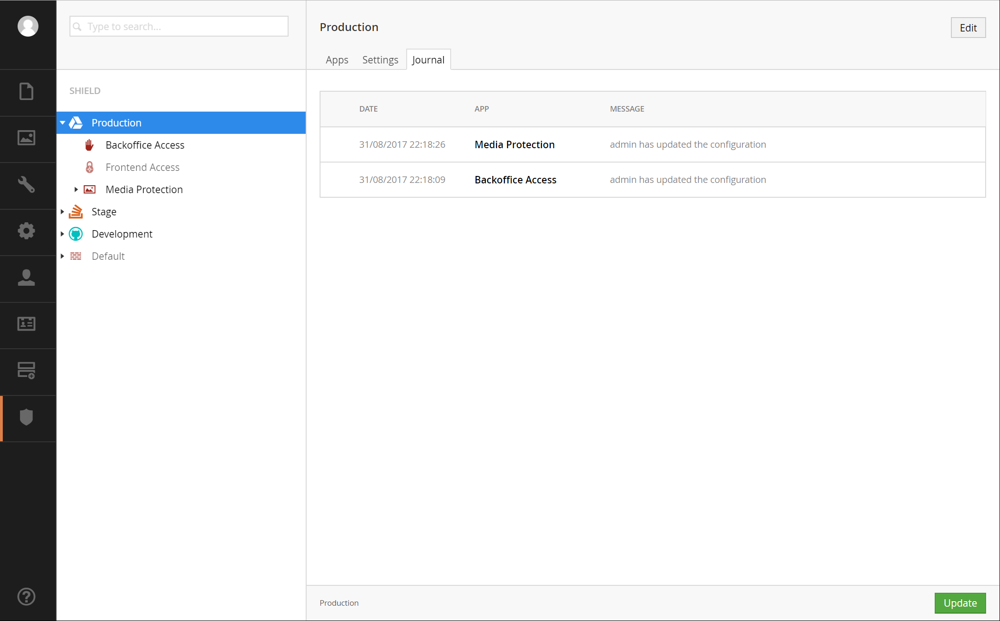 Type to search...
SHIELD
Production
Backoffice Access
Frontend Access
Media Protection
Stage
Development
Default
Production
Edit
Apps Settings Journal
DATE APP MESSAGE
31/08/2017 22:18:26 Media Protection admin has updated the configuration
31/08/2017 22:18:09 Backoffice Access admin has updated the configuration
Production
Update